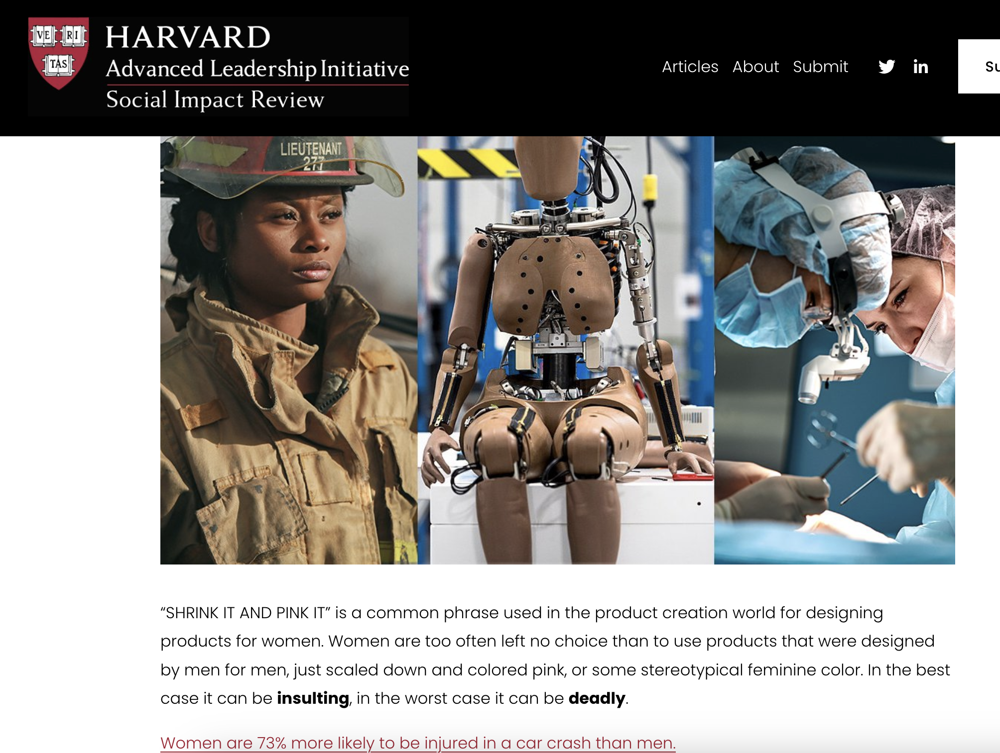 VE RI
TAS
HARVARD
Advanced Leadership Initiative
Social Impact Review
Articles About Submit
Su
LIEUTENANT
277
“SHRINK IT AND PINK IT” is a common phrase used in the product creation world for designing
products for women. Women are too often left no choice than to use products that were designed
by men for men, just scaled down and colored pink, or some stereotypical feminine color. In the best
case it can be insulting, in the worst case it can be deadly.
Women are 73% more likely to be injured in a car crash than men.